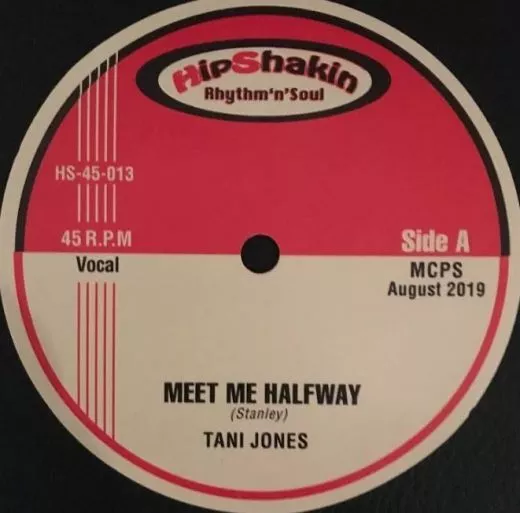 HipShakin
Rhythm'n'Soul
HS-45-013
45 R.P.M
Side A
Vocal
MCPS
August 2019
MEET ME HALFWAY
(Stanley)
TANI JONES